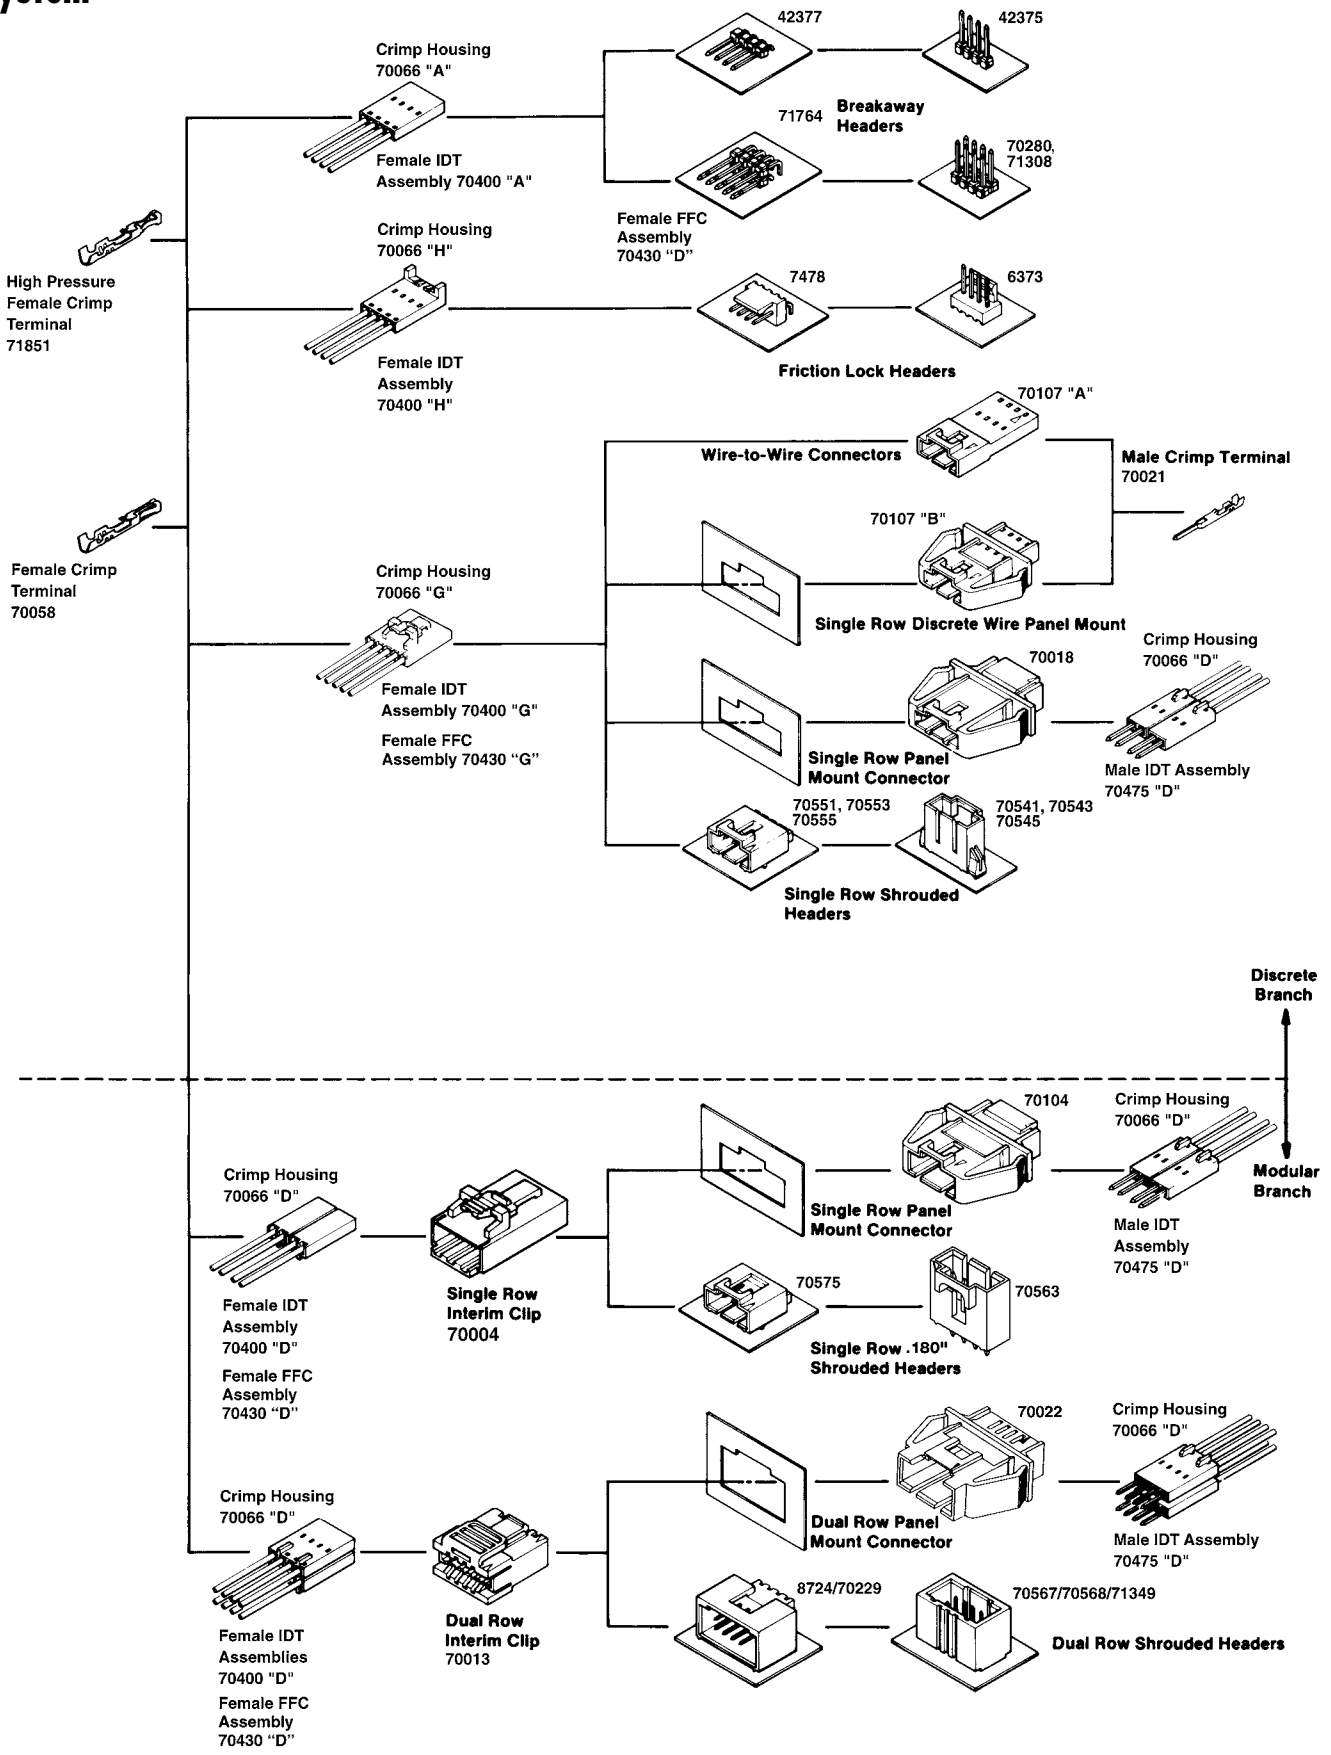 ystem
Crimp Housing
70066 "A"
Female IDT
Assembly 70400 "A"
42377
42375
Breakaway
Headers
71764
70280,
71308
Female FFC
Assembly
70430 “D”
High Pressure
Female Crimp
Terminal
71851
Crimp Housing
70066 "H"
Female IDT
Assembly
70400 "H"
7478
6373
Friction Lock Headers
70107 "A"
Wire-to-Wire Connectors
Male Crimp Terminal
70021
Female Crimp
Terminal
70058
Crimp Housing
70066 "G"
Female IDT
Assembly 70400 "G"
Female FFC
Assembly 70430 “G”
70107 "B"
Single Row Discrete Wire Panel Mount
70018
Crimp Housing
70066 "D"
Single Row Panel
Mount Connector
Male IDT Assembly
70475 "D"
70551, 70553
70555
70541, 70543
70545
Single Row Shrouded
Headers
Discrete
Branch
Modular
Branch
Crimp Housing
70066 "D"
Female IDT
Assembly
70400 "D"
Female FFC
Assembly
70430 “D”
Single Row
Interim Clip
70004
70104
Crimp Housing
70066 "D"
Single Row Panel
Mount Connector
Male IDT
Assembly
70475 "D"
70575
70563
Single Row .180"
Shrouded Headers
Crimp Housing
70066 "D"
Female IDT
Assemblies
70400 "D"
Female FFC
Assembly
70430 “D”
Dual Row
Interim Clip
70013
70022
Crimp Housing
70066 "D"
Dual Row Panel
Mount Connector
Male IDT Assembly
70475 "D"
8724/70229
70567/70568/71349
Dual Row Shrouded Headers